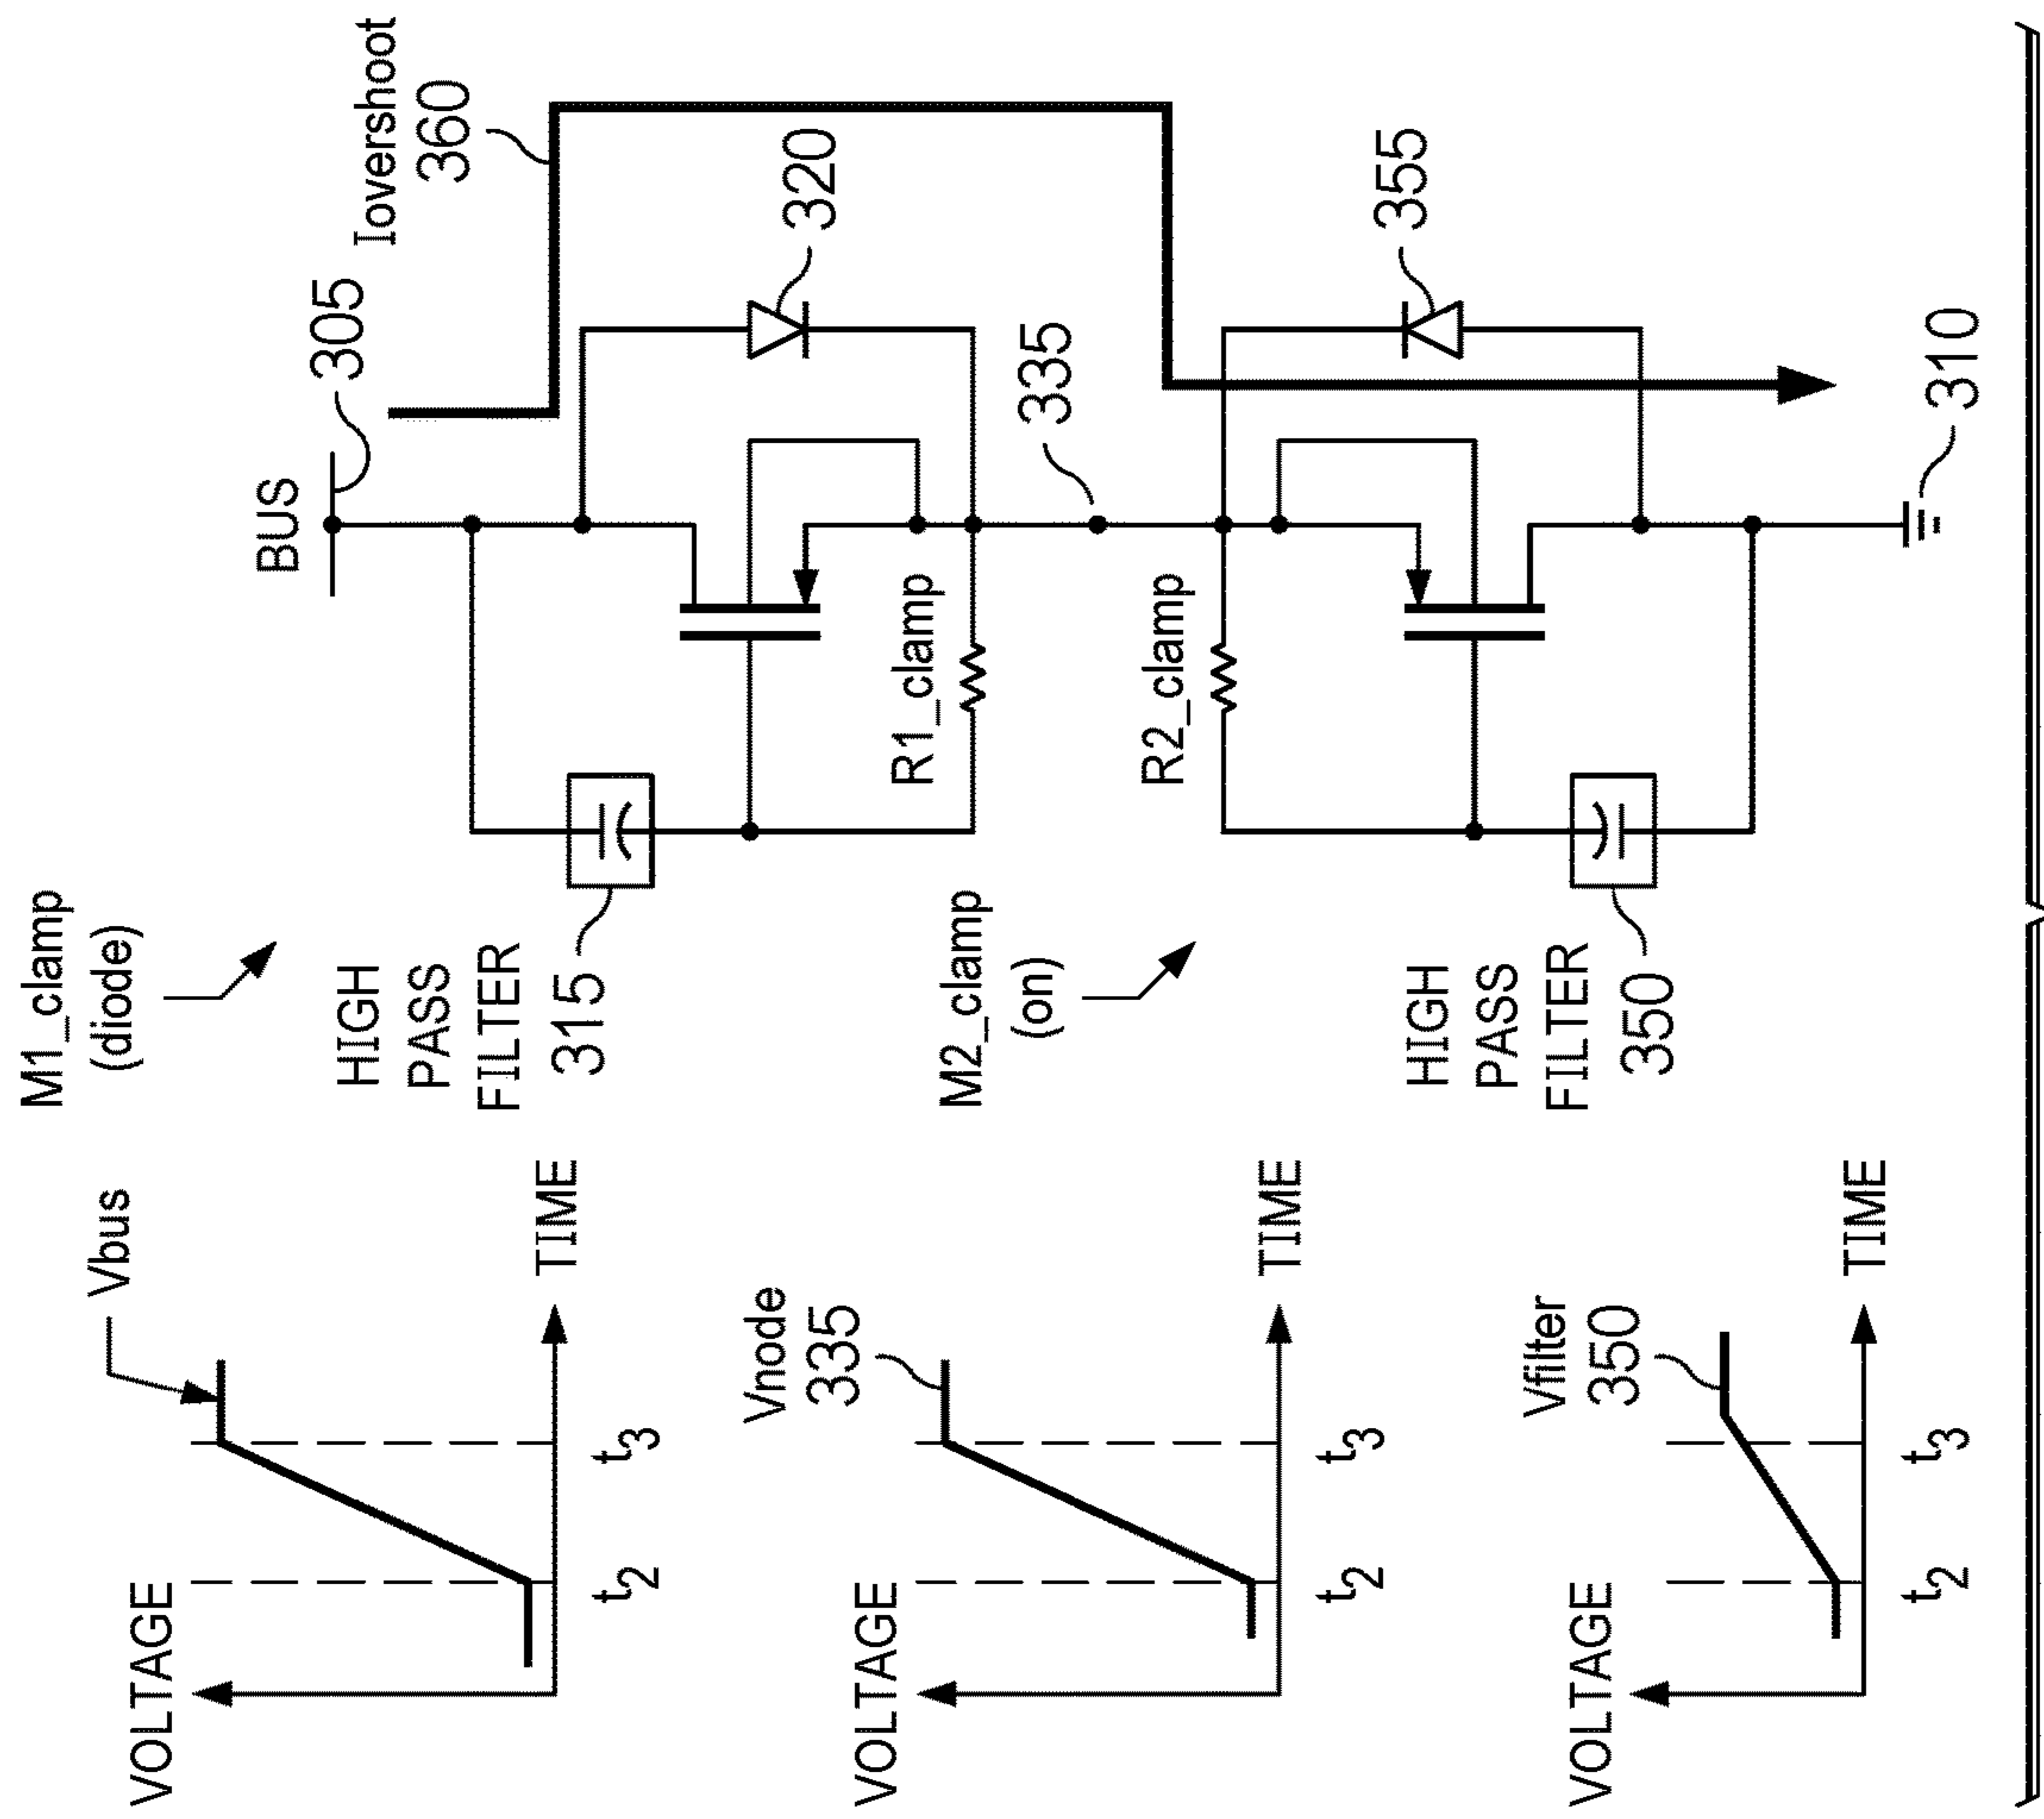 VOLTAGE
Vbus
t2
t3
TIME
M1_clamp
(diode)
HIGH
PASS
FILTER
315
R1_clamp
BUS
305
Iovershoot
360
320
335
VOLTAGE
Vnode
335
t2
t3
TIME
M2_clamp
(on)
HIGH
PASS
FILTER
350
R2_clamp
355
310
VOLTAGE
Vfilter
350
t2
t3
TIME